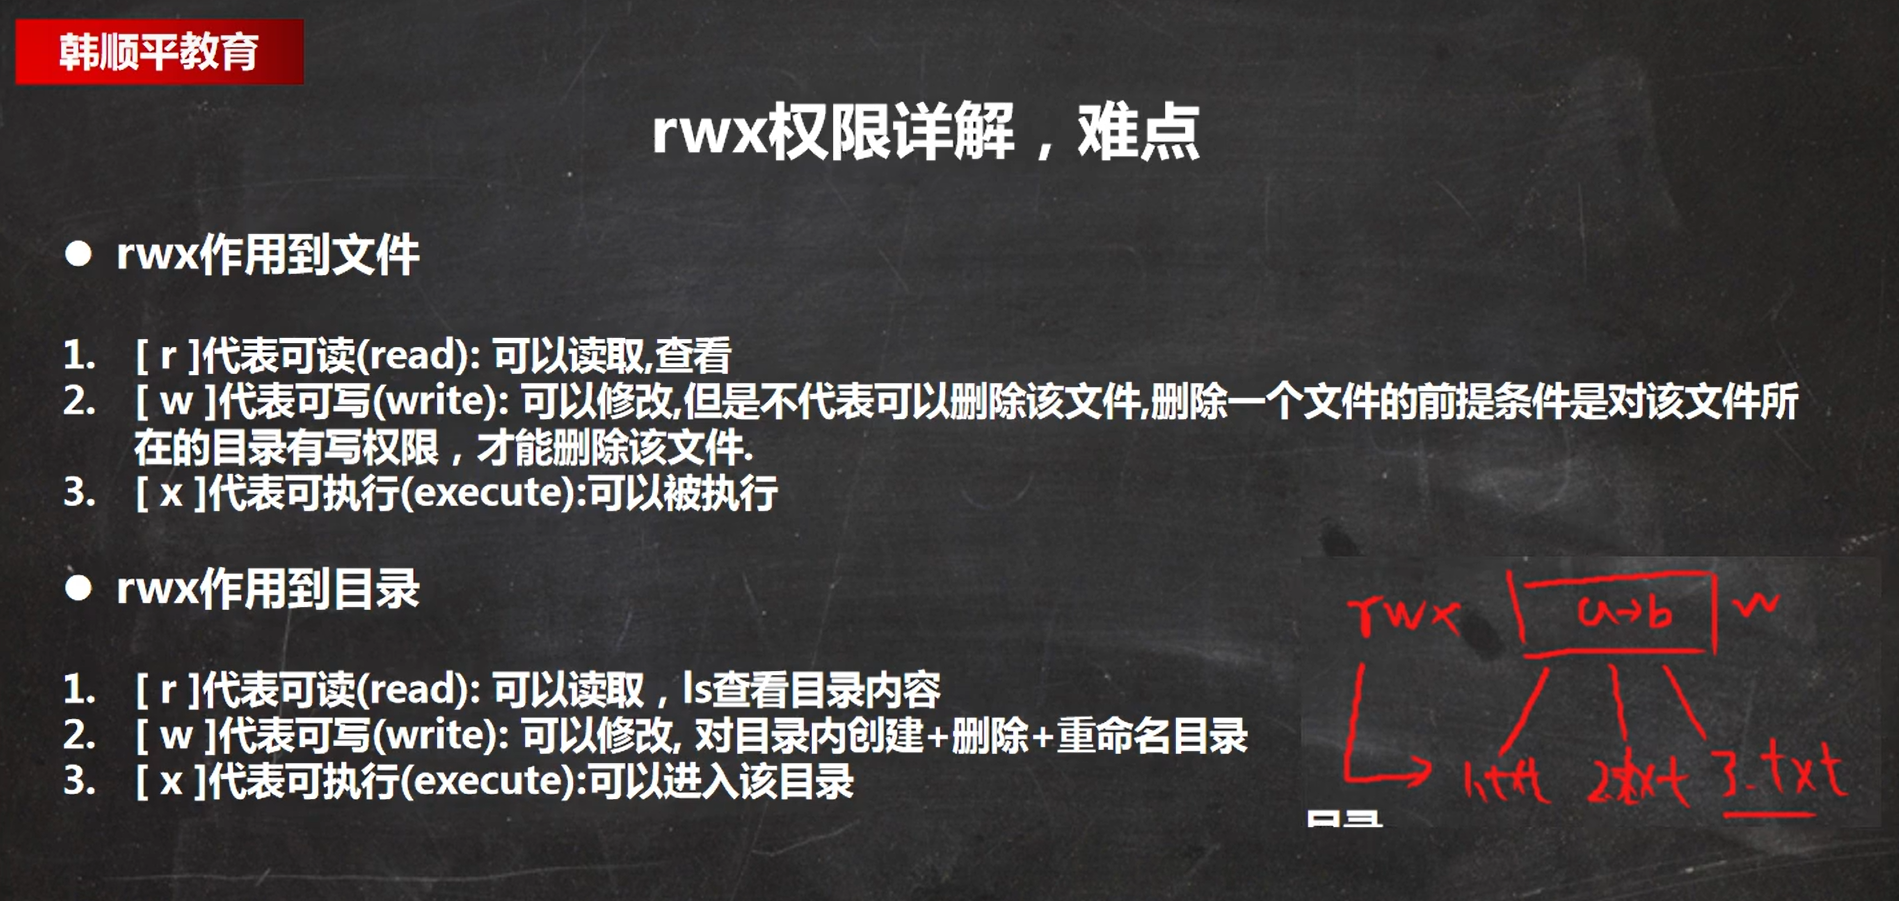 韩顺平教育
rwx权限详解，难点
● rwx作用到文件
1. [ r ]代表可读(read): 可以读取,查看
2. [ w ]代表可写(write): 可以修改,但是不代表可以删除该文件,删除一个文件的前提条件是对该文件所
在的目录有写权限，才能删除该文件.
3. [ x ]代表可执行(execute):可以被执行
● rwx作用到目录
1. [ r ]代表可读(read): 可以读取，ls查看目录内容
2. [ w ]代表可写(write): 可以修改, 对目录内创建+删除+重命名目录
3. [ x ]代表可执行(execute):可以进入该目录
rwx a→b w
1.txt 2.txt 3.txt
目录